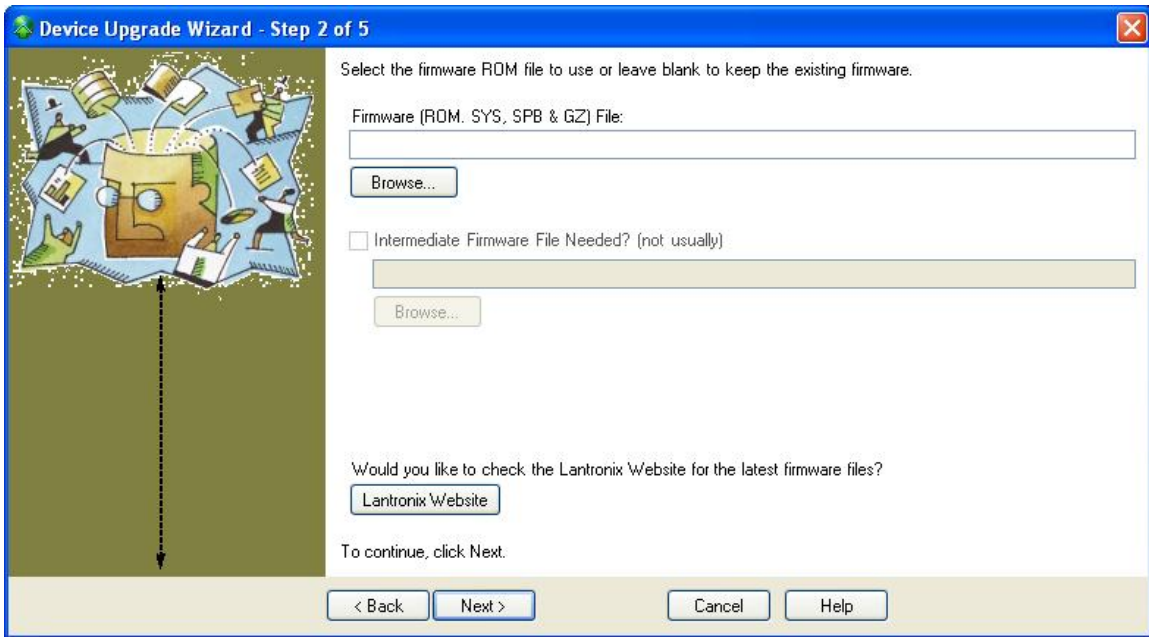 Device Upgrade Wizard - Step 2 of 5
Select the firmware ROM file to use or leave blank to keep the existing firmware.
Firmware (ROM. SYS, SPB & GZ) File:
Browse...
Intermediate Firmware File Needed? (not usually)
Browse...
Would you like to check the Lantronix Website for the latest firmware files?
Lantronix Website
To continue, click Next.
< Back
Next >
Cancel
Help